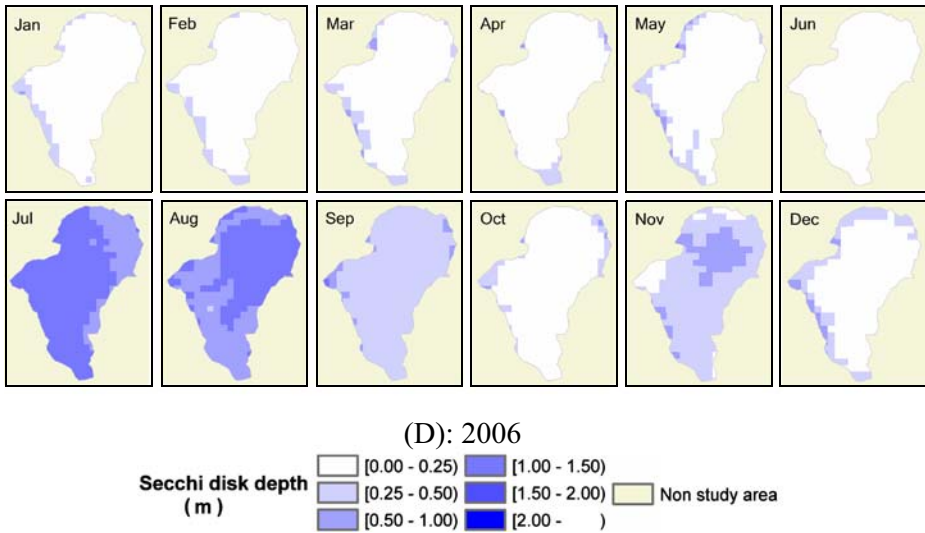 Jan Feb Mar Apr May Jun
Jul Aug Sep Oct Nov Dec
(D): 2006
Secchi disk depth
( m )
[0.00 - 0.25) [1.00 - 1.50)
[0.25 - 0.50) [1.50 - 2.00) Non study area
[0.50 - 1.00) [2.00 - )